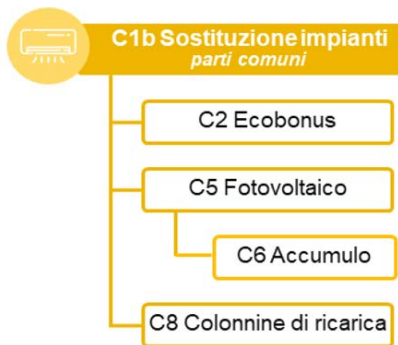 C1b Sostituzione impianti
parti comuni
C2 Ecobonus
C5 Fotovoltaico
C6 Accumulo
C8 Colonnine di ricarica